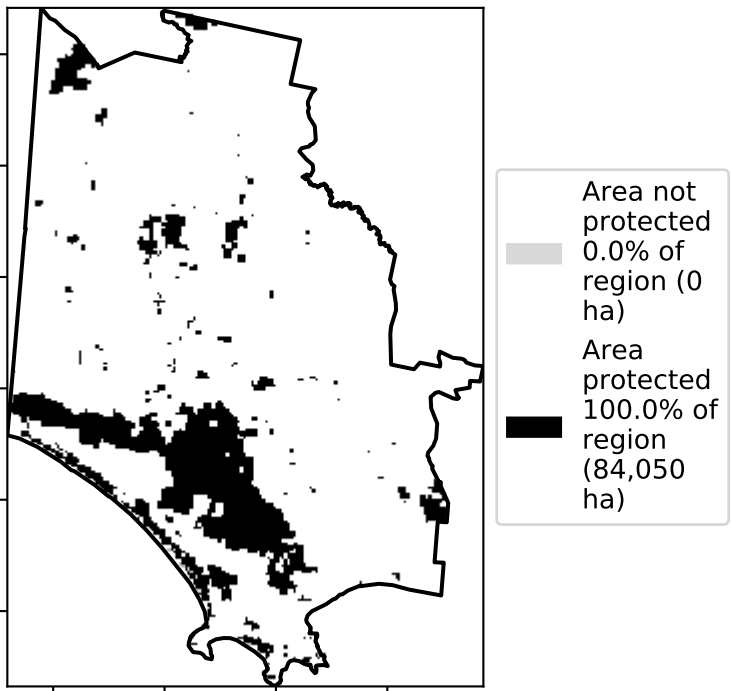 Area not
protected
0.0% of
region (0
ha)
Area
protected
100.0% of
region
(84,050
ha)